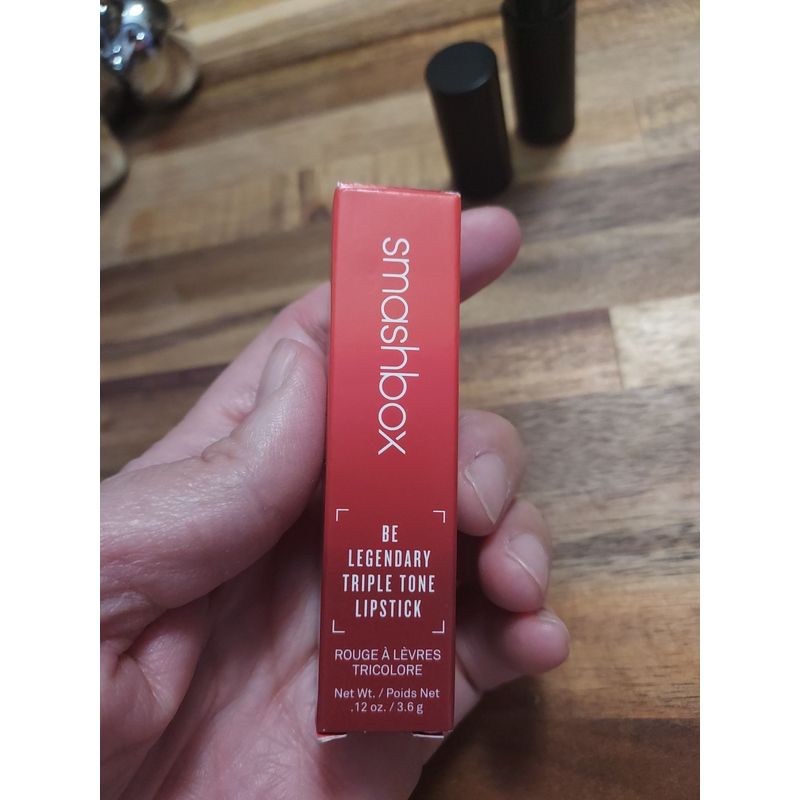 smashbox
BE
LEGENDARY
TRIPLE TONE
LIPSTICK
ROUGE À LÈVRES
TRICOLORE
Net Wt. / Poids Net
.12 oz. / 3.6 g